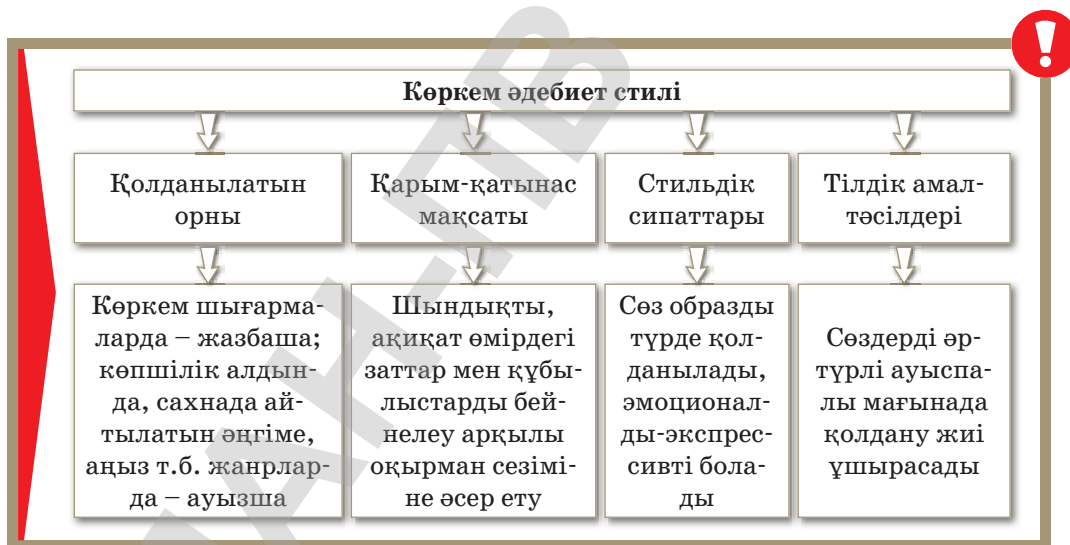 Көркем әдебиет стилі
Қолданылатын
орны
Қарым-қатынас
мақсаты
Стильдік
сипаттары
Тілдік амал-
тәсілдері
Көркем шығарма-
ларда – жазбаша;
көпшілік алдын-
да, сахнада ай-
тылатын әңгіме,
аңыз т.б. жанрлар-
да – ауызша
Шындықты,
ақиқат өмірдегі
заттар мен құбы-
лыстарды бей-
нелеу арқылы
оқырман сезімі-
не әсер ету
Сөз образды
түрде қол-
данылады,
эмоционал-
ды-экспрес-
сивті бола-
ды
Сөздерді әр-
түрлі ауыспа-
лы мағынада
қолдану жиі
ұшырасады